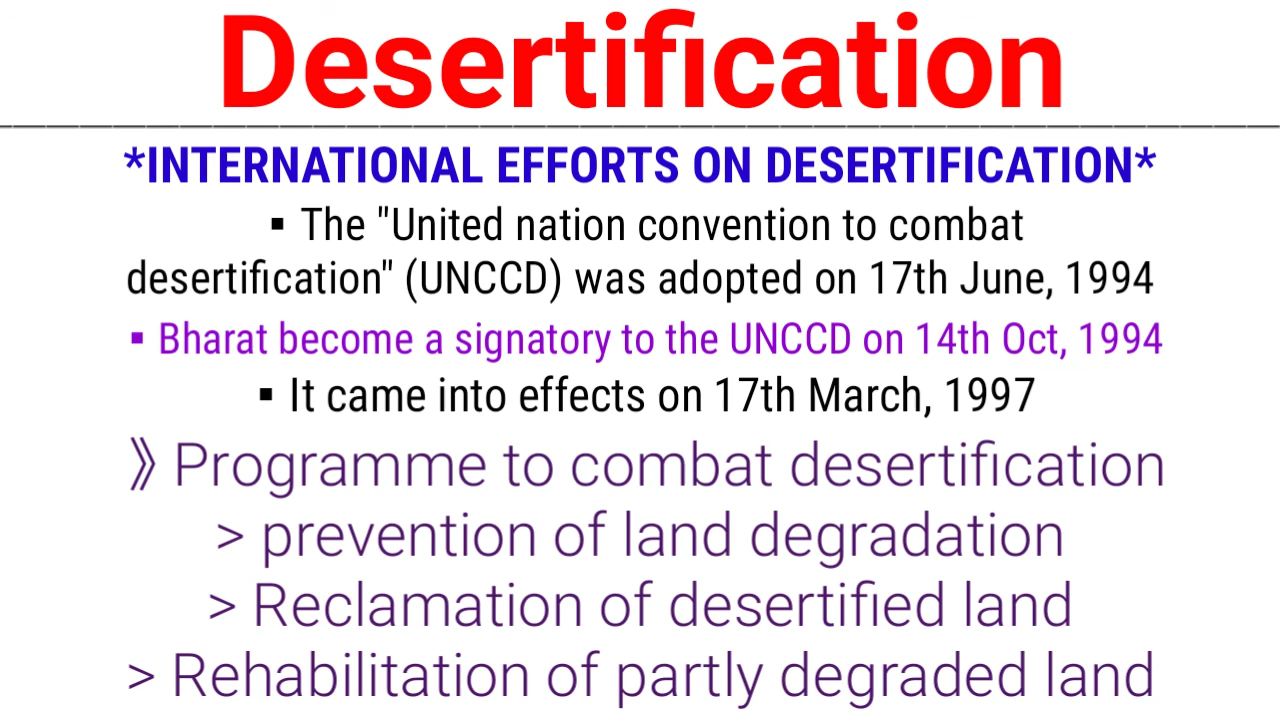 Desertification
*INTERNATIONAL EFFORTS ON DESERTIFICATION*
▪ The "United nation convention to combat
desertification" (UNCCD) was adopted on 17th June, 1994
▪ Bharat become a signatory to the UNCCD on 14th Oct, 1994
▪ It came into effects on 17th March, 1997
》Programme to combat desertification
> prevention of land degradation
> Reclamation of desertified land
> Rehabilitation of partly degraded land